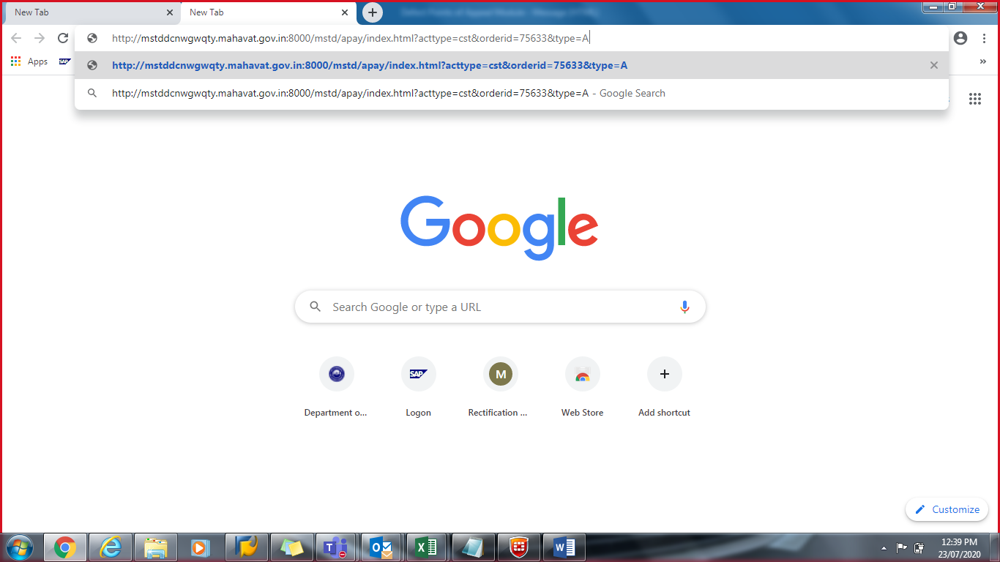 New Tab
New Tab
http://mstddcnwgwqty.mahavat.gov.in:8000/mstd/apay/index.html?acttype=cst&orderid=75633&type=A
Apps SAP
http://mstddcnwgwqty.mahavat.gov.in:8000/mstd/apay/index.html?acttype=cst&orderid=75633&type=A
http://mstddcnwgwqty.mahavat.gov.in:8000/mstd/apay/index.html?acttype=cst&orderid=75633&type=A - Google Search
Google
Search Google or type a URL
SAP M
Department o... Logon Rectification ... Web Store Add shortcut
Customize
12:39 PM
23/07/2020